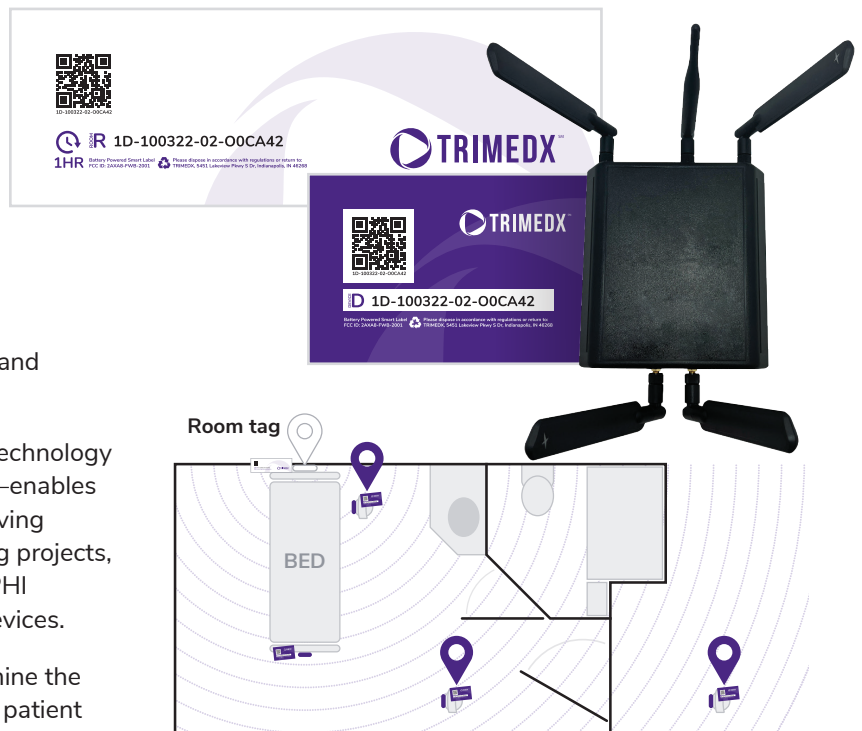 1D-100322-02-O0CA42
ROOM R 1D-100322-02-O0CA42
1HR
Battery Powered Smart Label
FCC ID: 2AXAB-FWB-2001
Please dispose in accordance with regulations or return to:
TRIMEDX, 5451 Lakeview Pkwy S Dr, Indianapolis, IN 46268
TRIMEDX
TRIMEDX
1D-100322-02-O0CA42
D 1D-100322-02-O0CA42
Battery Powered Smart Label
FCC ID: 2AXAB-FWB-2001
Please dispose in accordance with regulations or return to:
TRIMEDX, 5451 Lakeview Pkwy S Dr, Indianapolis, IN 46268
and
echnology
–enables
ving
g projects,
PHI
evices.
nine the
patient
Room tag
BED